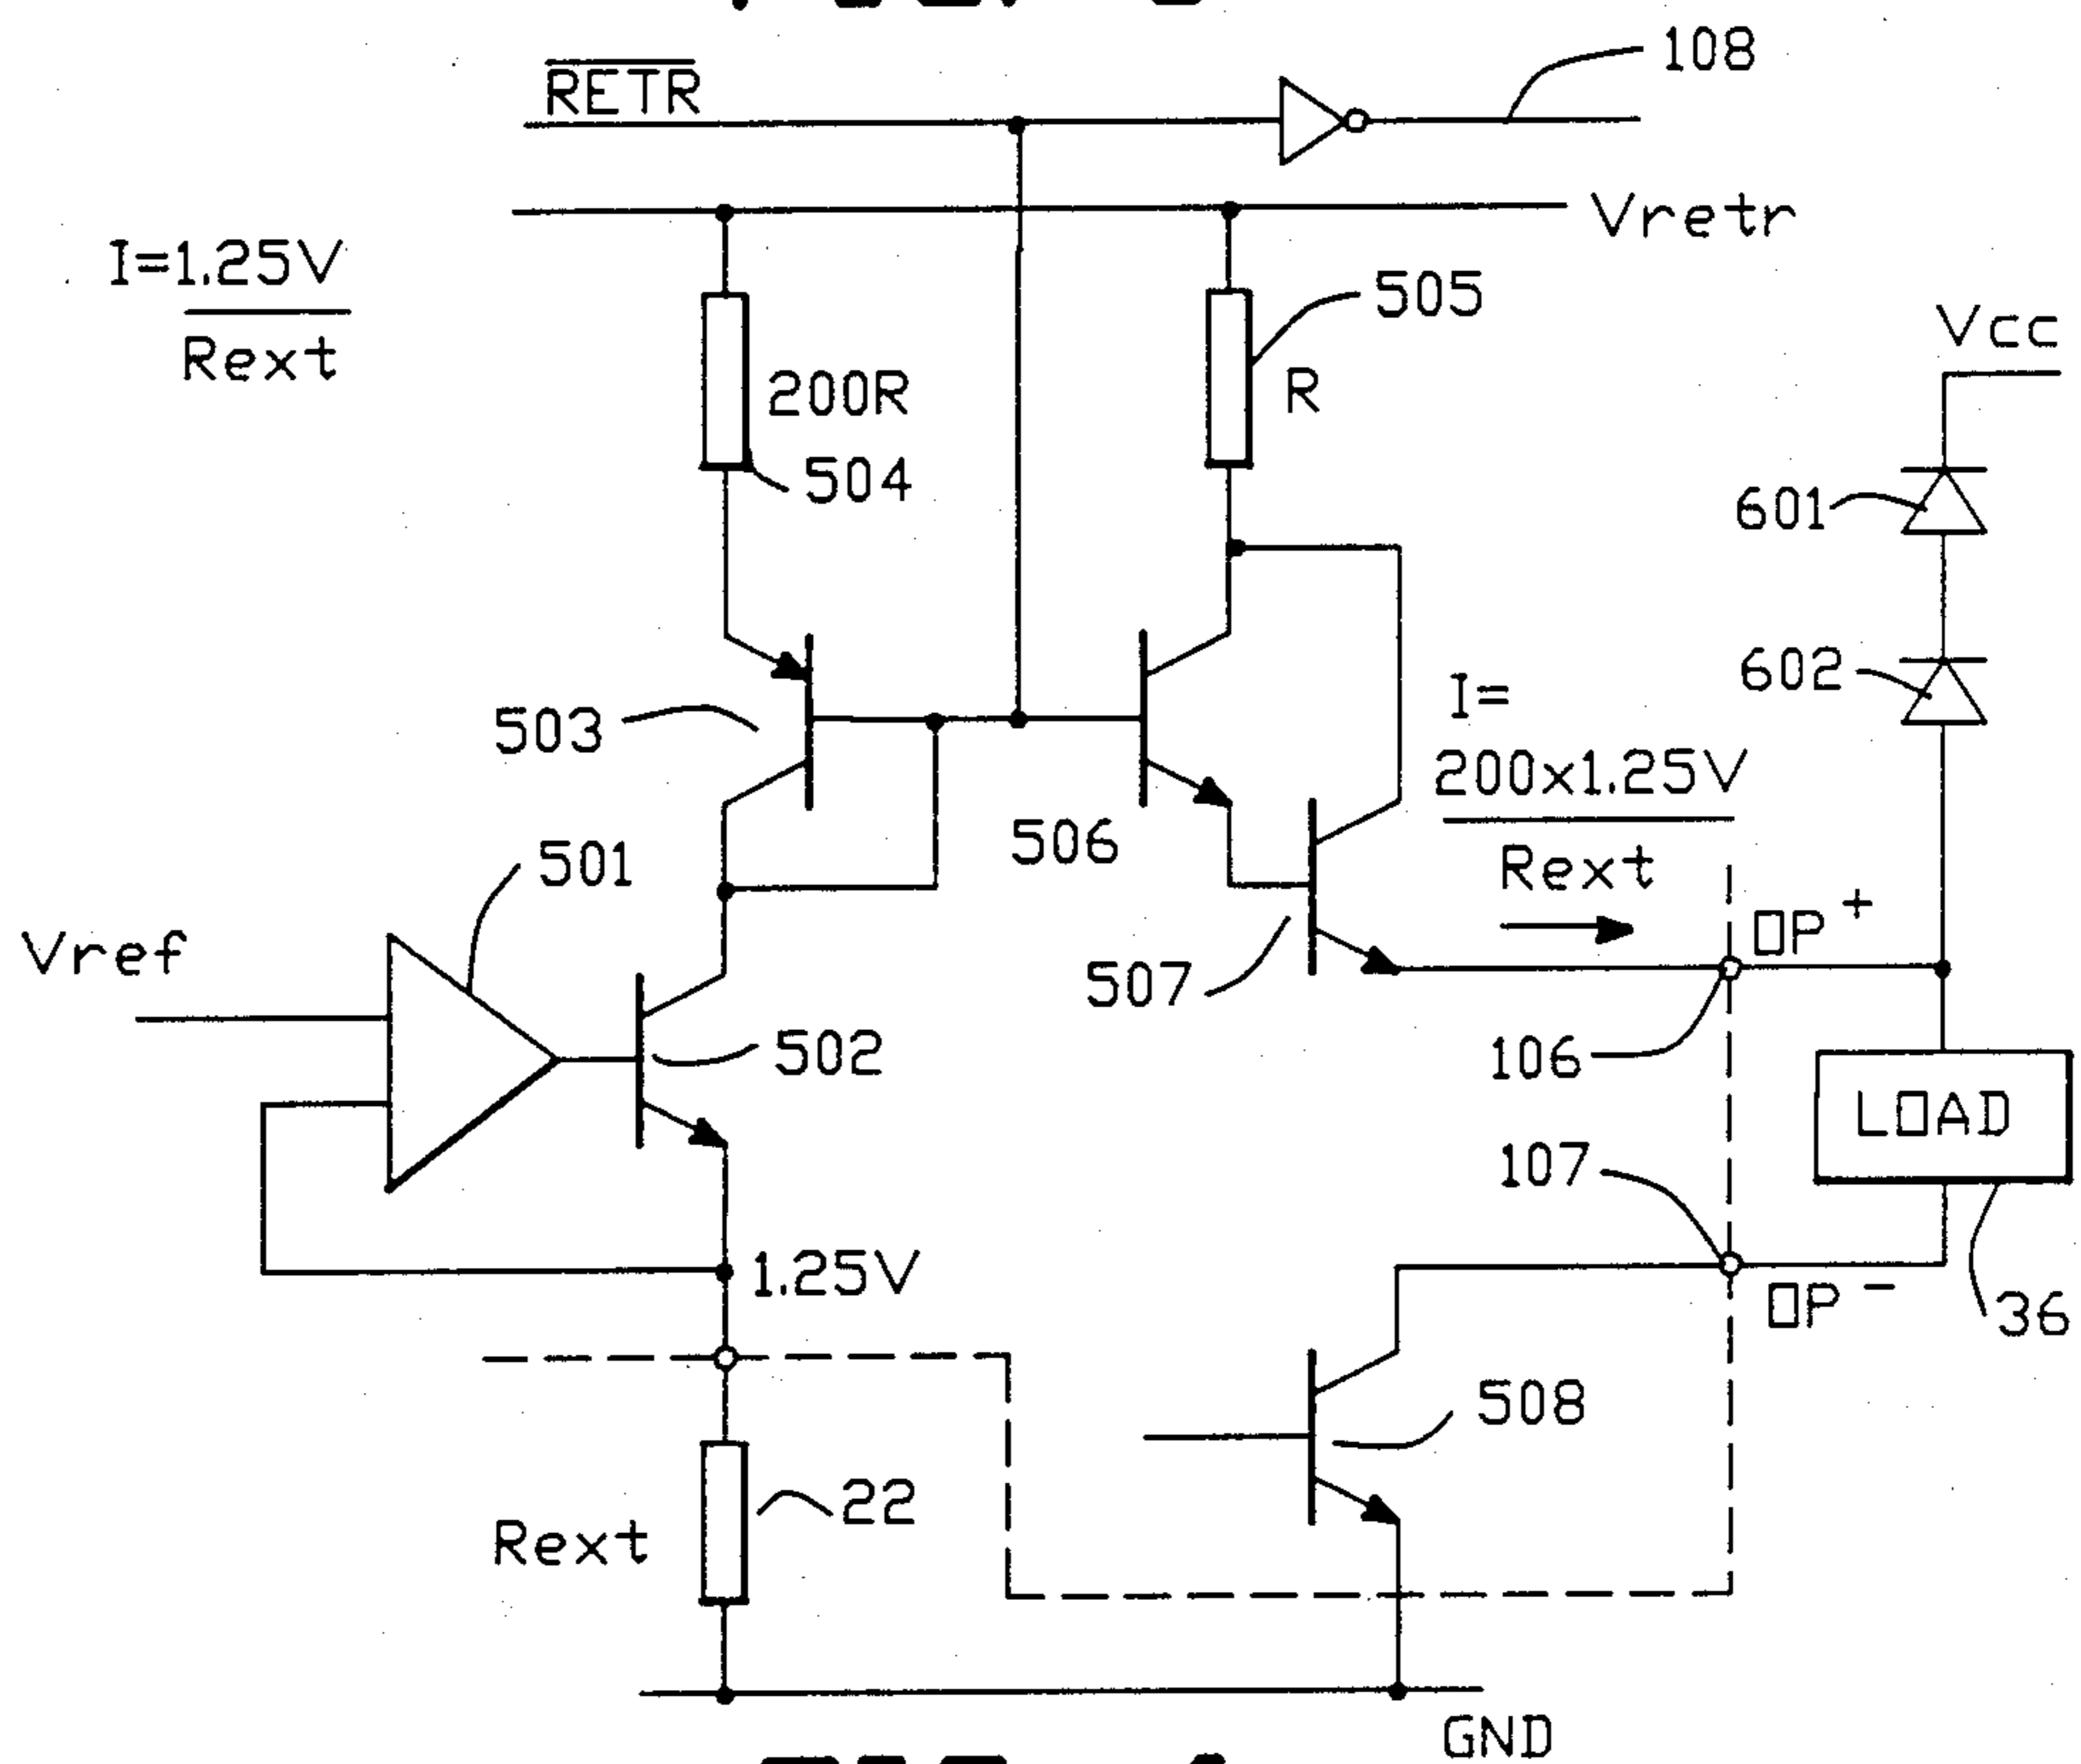 108
RETR
Vretr
I=1.25V
Rext
505
Vcc
200R
R
504
601
602
I=
503
200x1.25V
506
Rext
501
OP +
Vref
507
502
106
LOAD
107
1.25V
OP -
36
508
22
Rext
GND